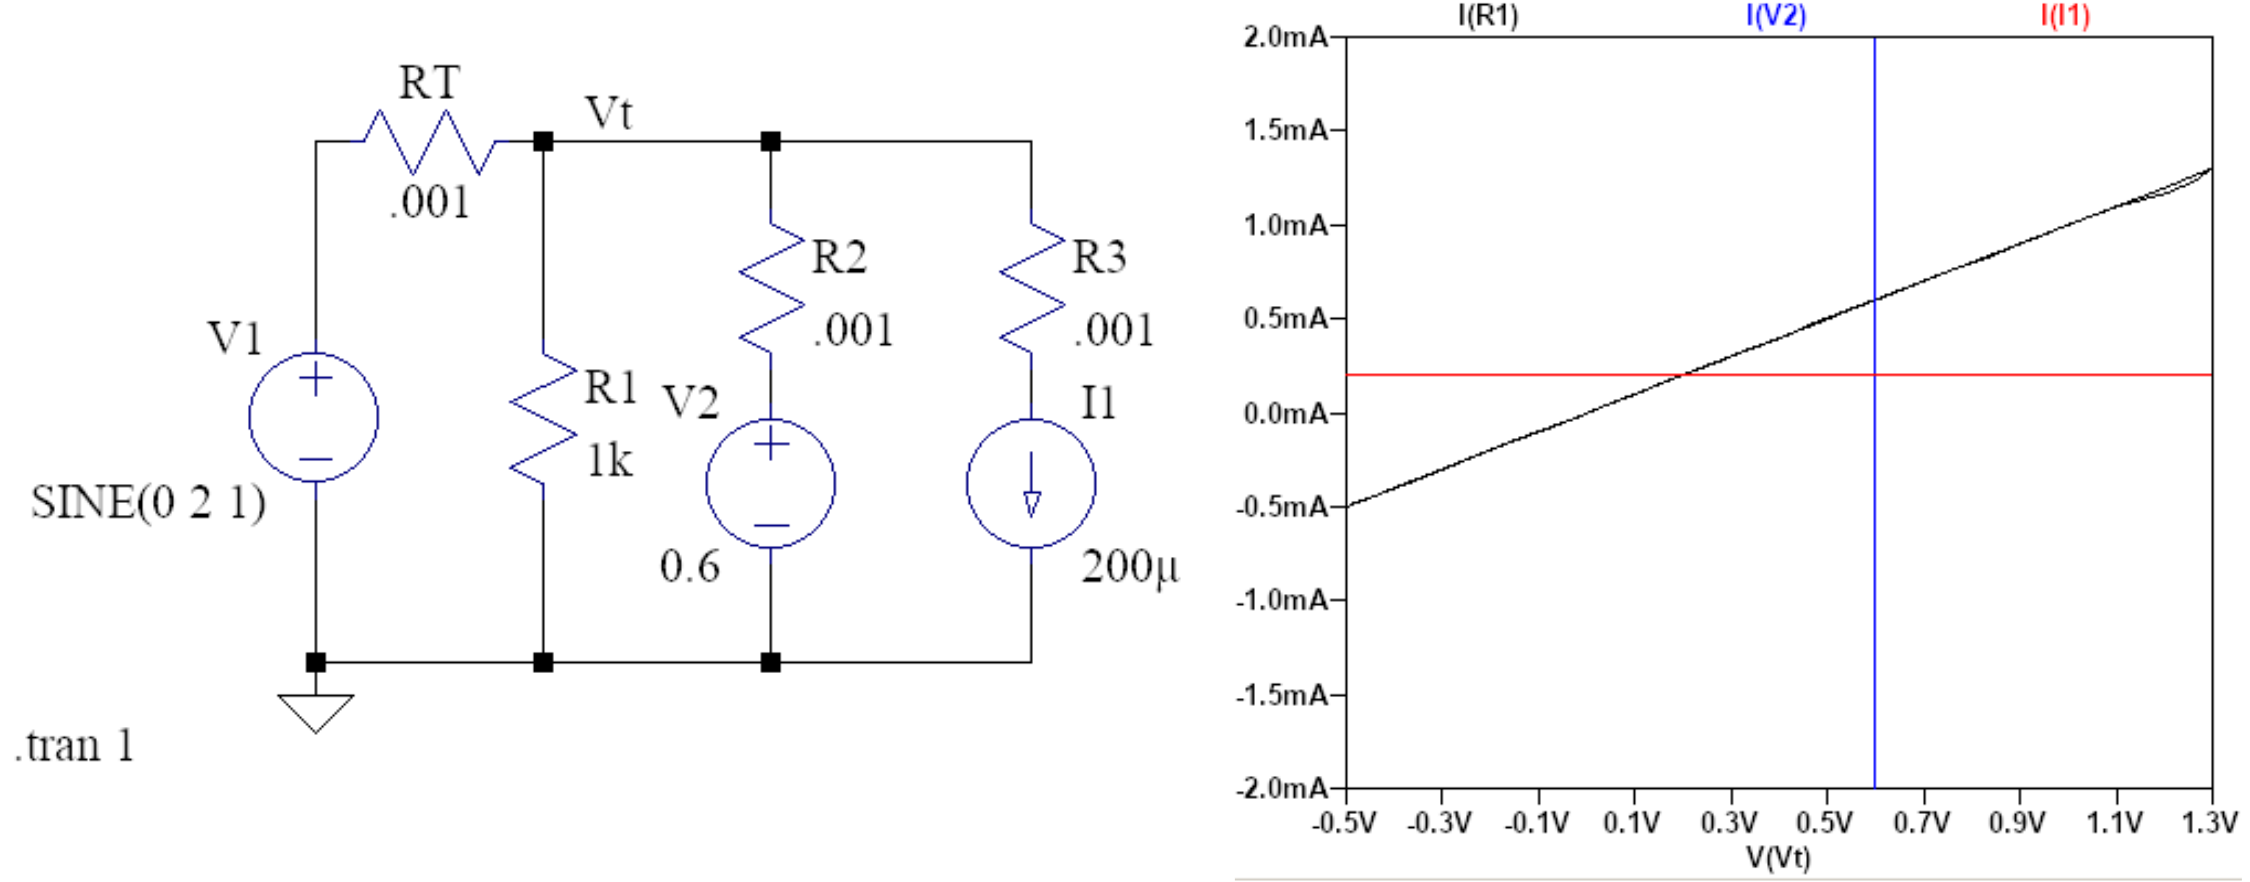 RT
.001
Vt
R2
.001
R3
.001
V1
SINE(0 2 1)
R1
1k
V2
0.6
I1
200µ
.tran 1
I(R1)
I(V2)
I(I1)
2.0mA
1.5mA
1.0mA
0.5mA
0.0mA
-0.5mA
-1.0mA
-1.5mA
-2.0mA
-0.5V -0.3V -0.1V 0.1V 0.3V 0.5V 0.7V 0.9V 1.1V 1.3V
V(Vt)